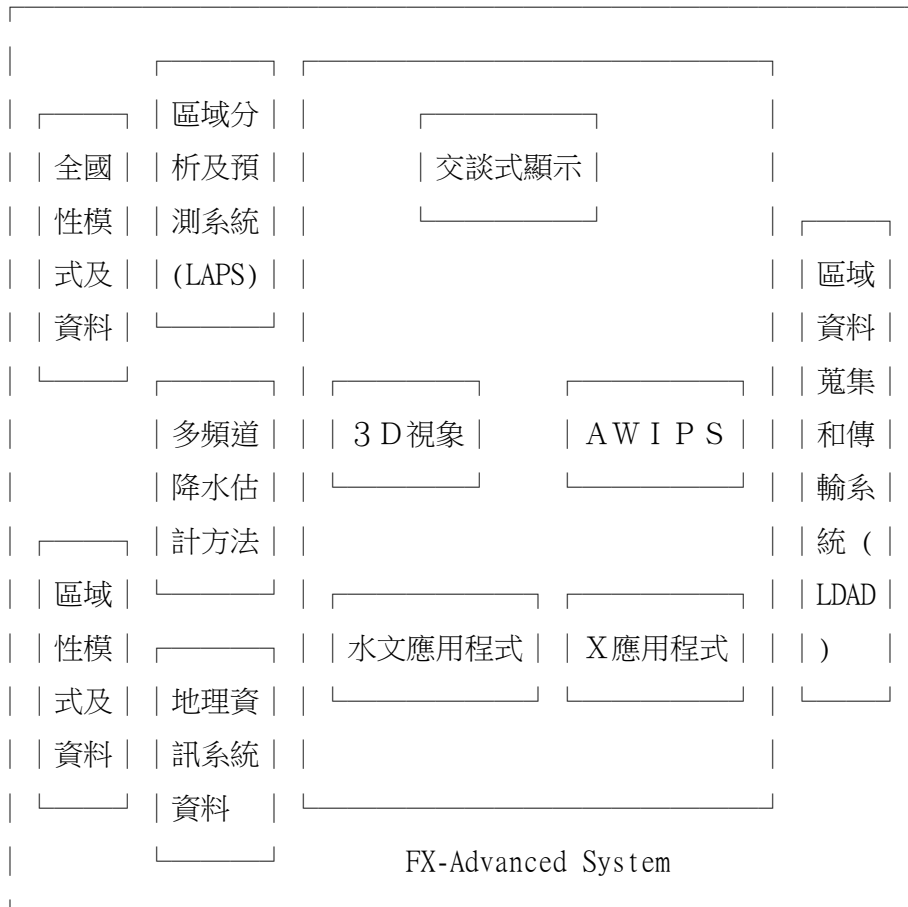 全國
性模
式及
資料
區域
性模
式及
資料
區域分
析及預
測系統
(LAPS)
多頻道
降水估
計方法
地理資
訊系統
資料
交談式顯示
3D視象
AWIPS
水文應用程式
X應用程式
FX-Advanced System
區域
資料
蒐集
和傳
輸系
統 (
LDAD
)